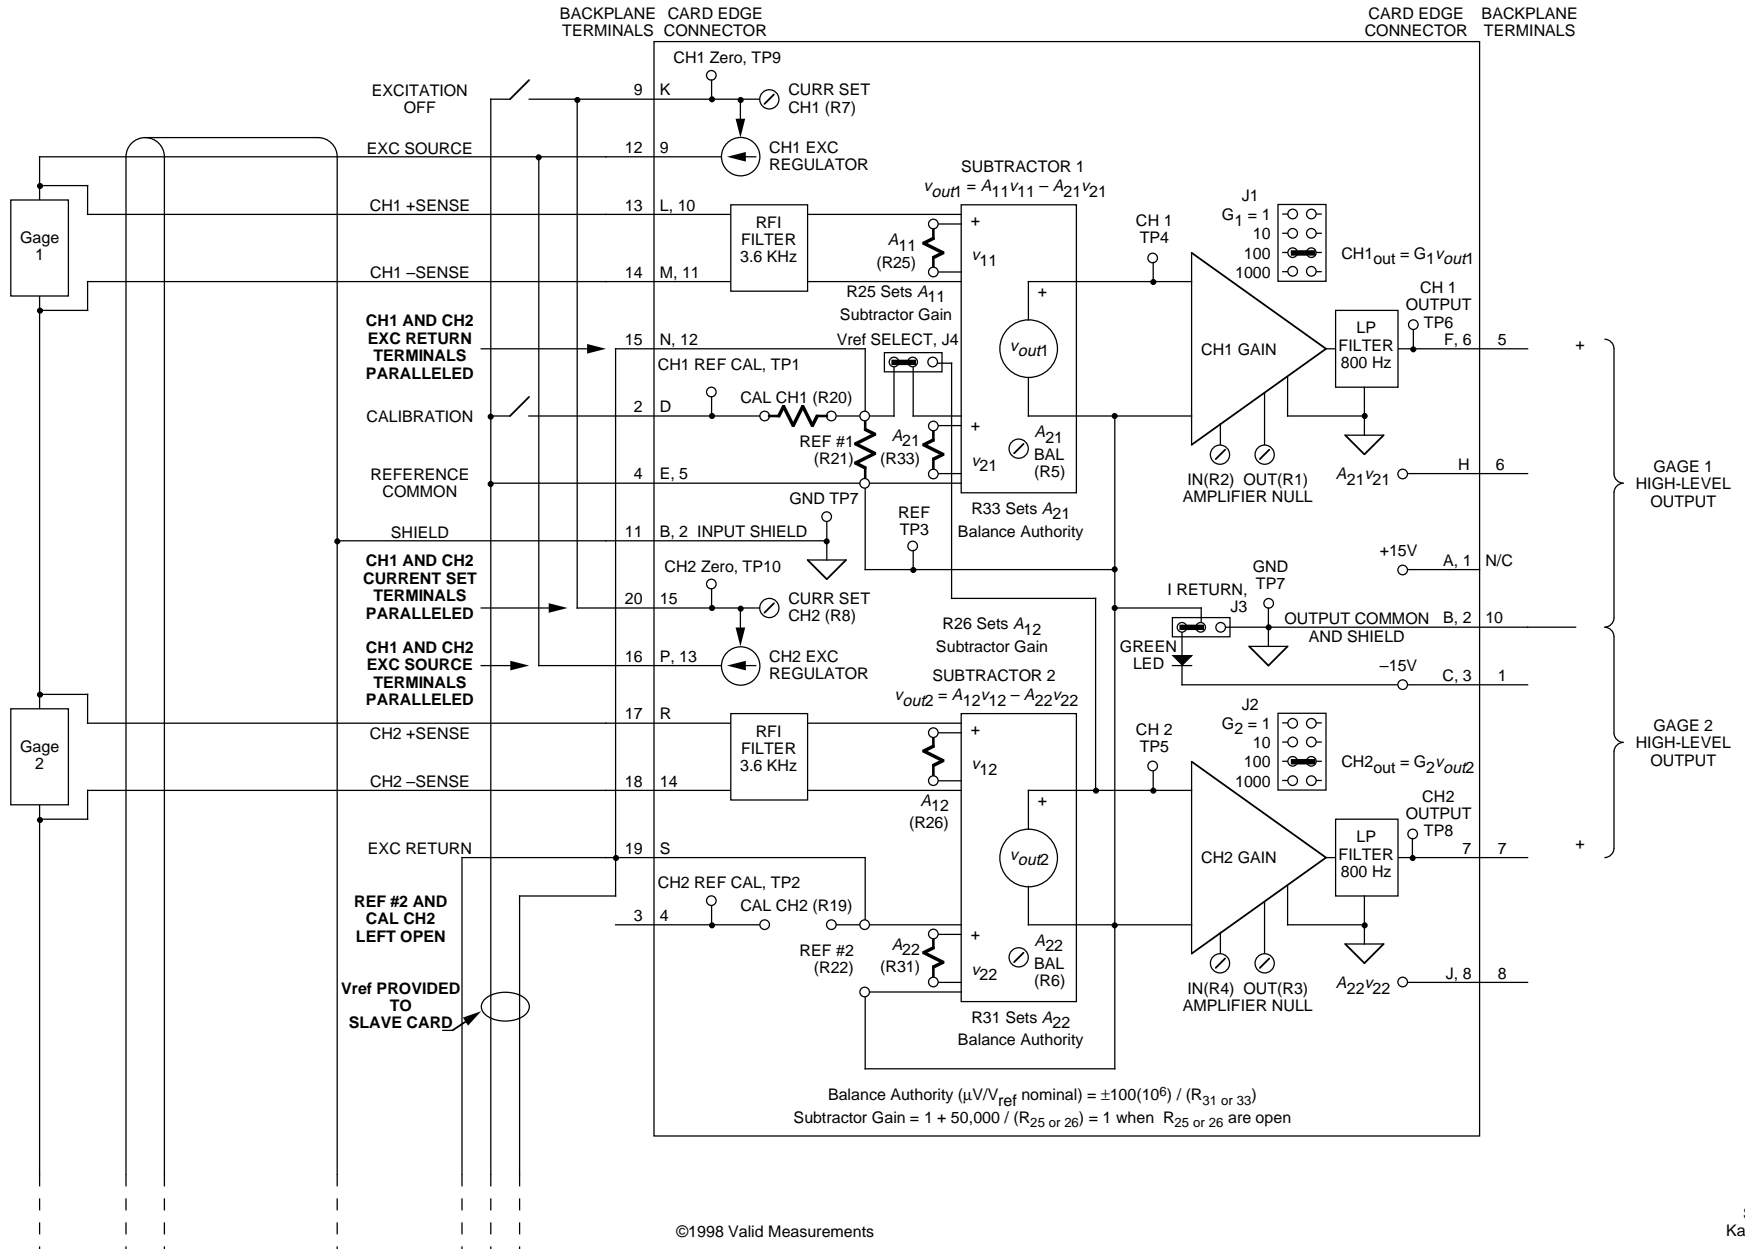 BACKPLANE TERMINALS
CARD EDGE CONNECTOR
CARD EDGE CONNECTOR
BACKPLANE TERMINALS
CH1 Zero, TP9
EXCITATION OFF
9 K
CURR SET CH1 (R7)
EXC SOURCE
12 9
CH1 EXC REGULATOR
SUBTRACTOR 1
vout1 = A11v11 – A21v21
Gage 1
CH1 +SENSE
13 L, 10
RFI FILTER 3.6 KHz
+
A11 (R25)
v11
CH 1 TP4
J1
G1 = 1
10
100
1000
CH1out = G1vout1
CH1 –SENSE
14 M, 11
R25 Sets A11
Subtractor Gain
+
vout1
CH1 GAIN
LP FILTER 800 Hz
CH 1 OUTPUT TP6
F, 6 5
+
CH1 AND CH2
EXC RETURN
TERMINALS
PARALLELED
15 N, 12
Vref SELECT, J4
CH1 REF CAL, TP1
CALIBRATION
2 D
CAL CH1 (R20)
REF #1 (R21)
A21 (R33)
+
v21
A21 BAL (R5)
IN(R2) OUT(R1)
AMPLIFIER NULL
A21v21
H 6
GAGE 1
HIGH-LEVEL
OUTPUT
REFERENCE COMMON
4 E, 5
GND TP7
R33 Sets A21
Balance Authority
REF TP3
SHIELD
11 B, 2 INPUT SHIELD
+15V
A, 1 N/C
CH1 AND CH2
CURRENT SET
TERMINALS
PARALLELED
CH2 Zero, TP10
20 15
CURR SET CH2 (R8)
I RETURN, J3
GND TP7
OUTPUT COMMON AND SHIELD
B, 2 10
GREEN LED
–15V
C, 3 1
R26 Sets A12
Subtractor Gain
CH1 AND CH2
EXC SOURCE
TERMINALS
PARALLELED
16 P, 13
CH2 EXC REGULATOR
SUBTRACTOR 2
vout2 = A12v12 – A22v22
Gage 2
17 R
CH2 +SENSE
RFI FILTER 3.6 KHz
+
v12
A12 (R26)
CH 2 TP5
J2
G2 = 1
10
100
1000
CH2out = G2vout2
GAGE 2
HIGH-LEVEL
OUTPUT
CH2 –SENSE
18 14
+
vout2
CH2 GAIN
LP FILTER 800 Hz
CH2 OUTPUT TP8
7 7
+
EXC RETURN
19 S
CH2 REF CAL, TP2
REF #2 AND
CAL CH2
LEFT OPEN
3 4
CAL CH2 (R19)
REF #2 (R22)
A22 (R31)
+
v22
A22 BAL (R6)
IN(R4) OUT(R3)
AMPLIFIER NULL
A22v22
J, 8 8
Vref PROVIDED
TO
SLAVE CARD
R31 Sets A22
Balance Authority
Balance Authority (µV/Vref nominal) = ±100(10⁶) / (R31 or 33)
Subtractor Gain = 1 + 50,000 / (R25 or 26) = 1 when R25 or 26 are open
©1998 Valid Measurements
Ka